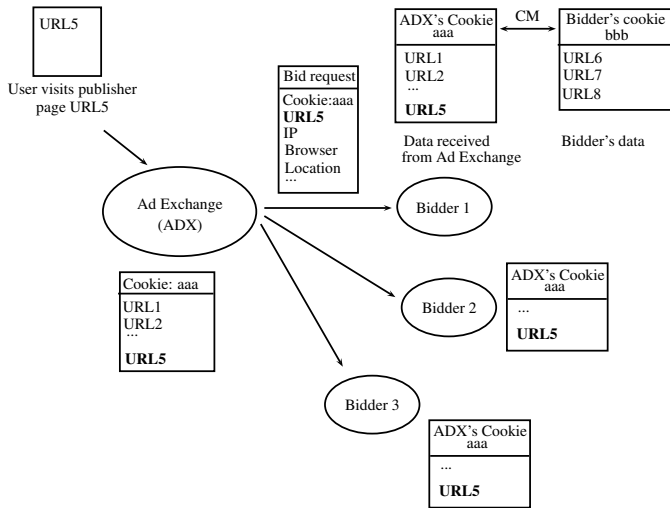 URL5
User visits publisher
page URL5
Bid request
Cookie:aaa
URL5
IP
Browser
Location
...
ADX's Cookie
aaa
URL1
URL2
...
URL5
Data received
from Ad Exchange
CM
Bidder's cookie
bbb
URL6
URL7
URL8
Bidder's data
Ad Exchange
(ADX)
Bidder 1
Cookie: aaa
URL1
URL2
...
URL5
Bidder 2
ADX's Cookie
aaa
...
URL5
Bidder 3
ADX's Cookie
aaa
...
URL5